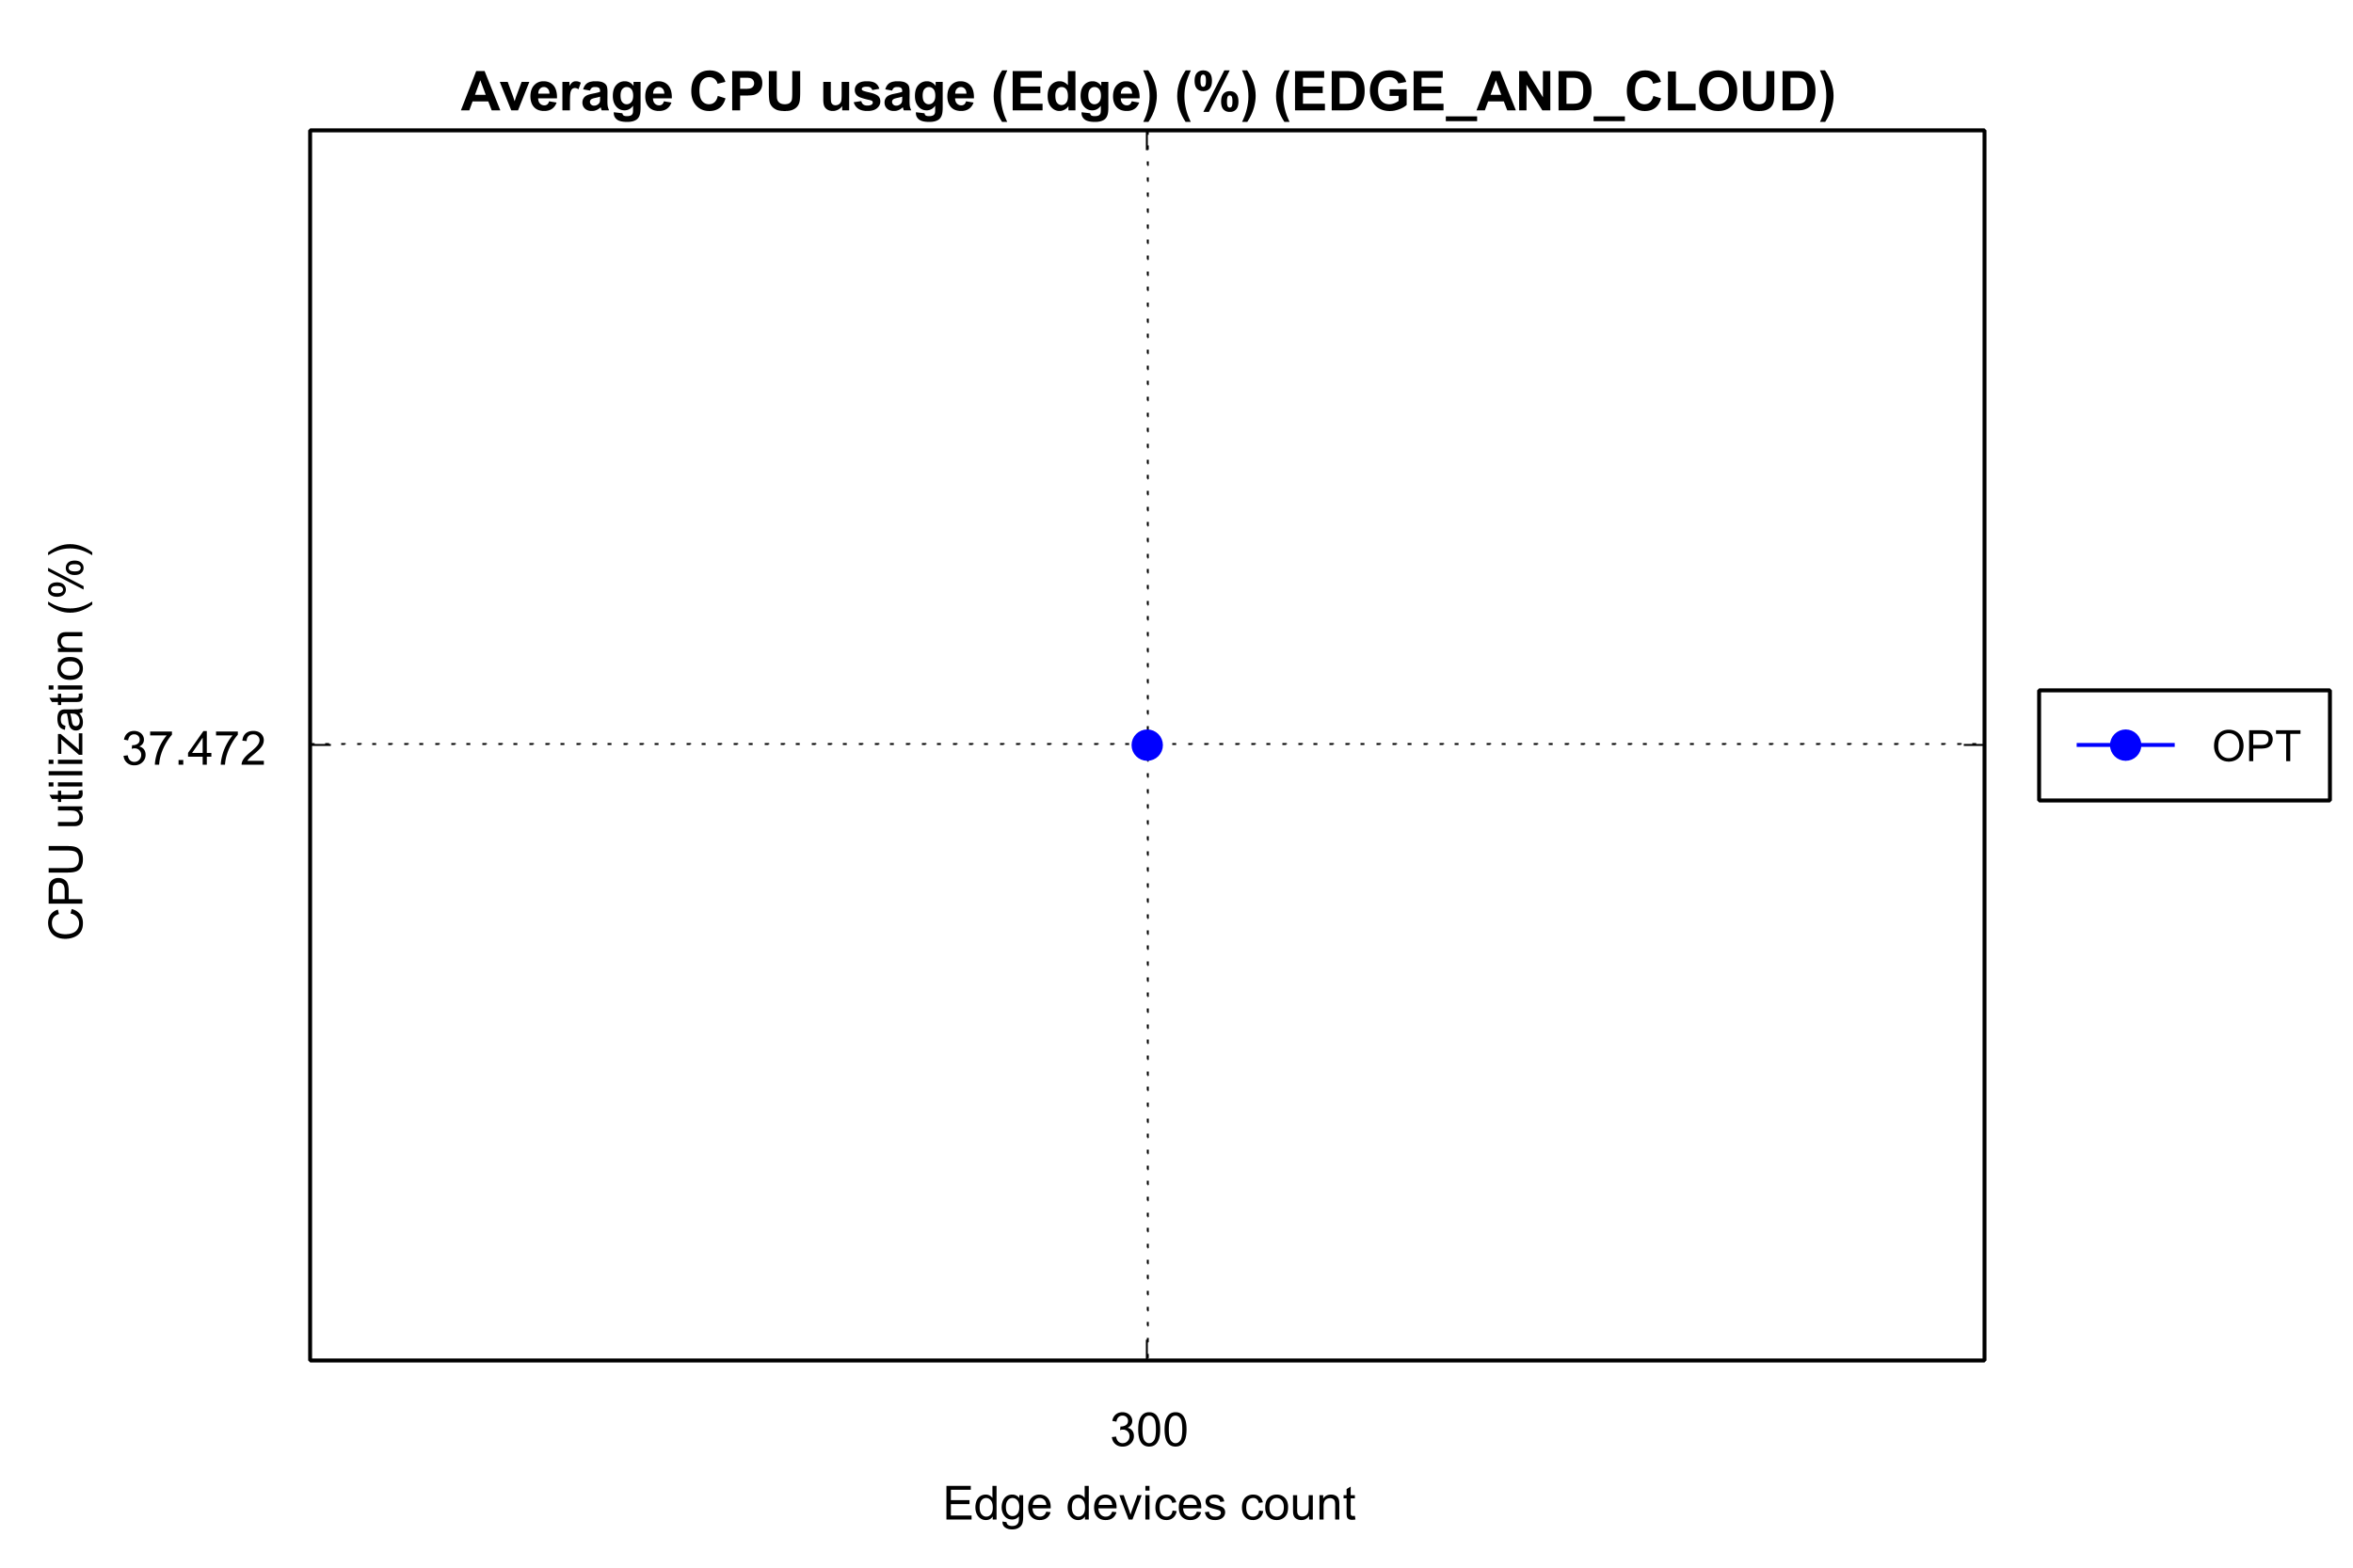 Average CPU usage (Edge) (%) (EDGE_AND_CLOUD)
CPU utilization (%)
37.472
OPT
300
Edge devices count